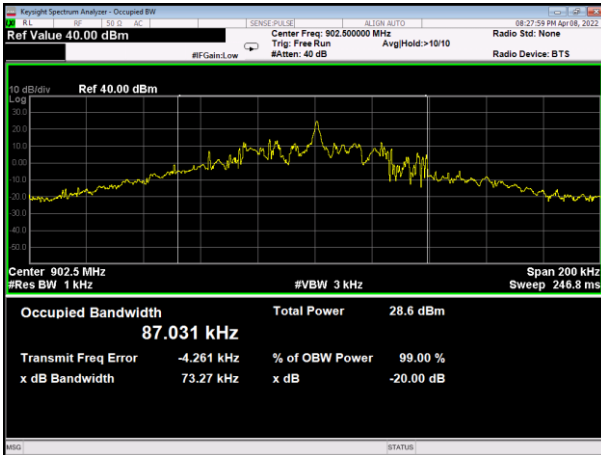 Keysight Spectrum Analyzer - Occupied BW
RL RF 50 Ω AC SENSE:PULSE ALIGN AUTO 08:27:59 PM Apr 08, 2022
Ref Value 40.00 dBm Center Freq: 902.500000 MHz Radio Std: None
Trig: Free Run Avg|Hold:>10/10
#IFGain:Low #Atten: 40 dB Radio Device: BTS
10 dB/div Ref 40.00 dBm
Log
30.0
20.0
10.0
0.00
-10.0
-20.0
-30.0
-40.0
-50.0
Center 902.5 MHz Span 200 kHz
#Res BW 1 kHz #VBW 3 kHz Sweep 246.8 ms
Occupied Bandwidth Total Power 28.6 dBm
87.031 kHz
Transmit Freq Error -4.261 kHz % of OBW Power 99.00 %
x dB Bandwidth 73.27 kHz x dB -20.00 dB
MSG STATUS